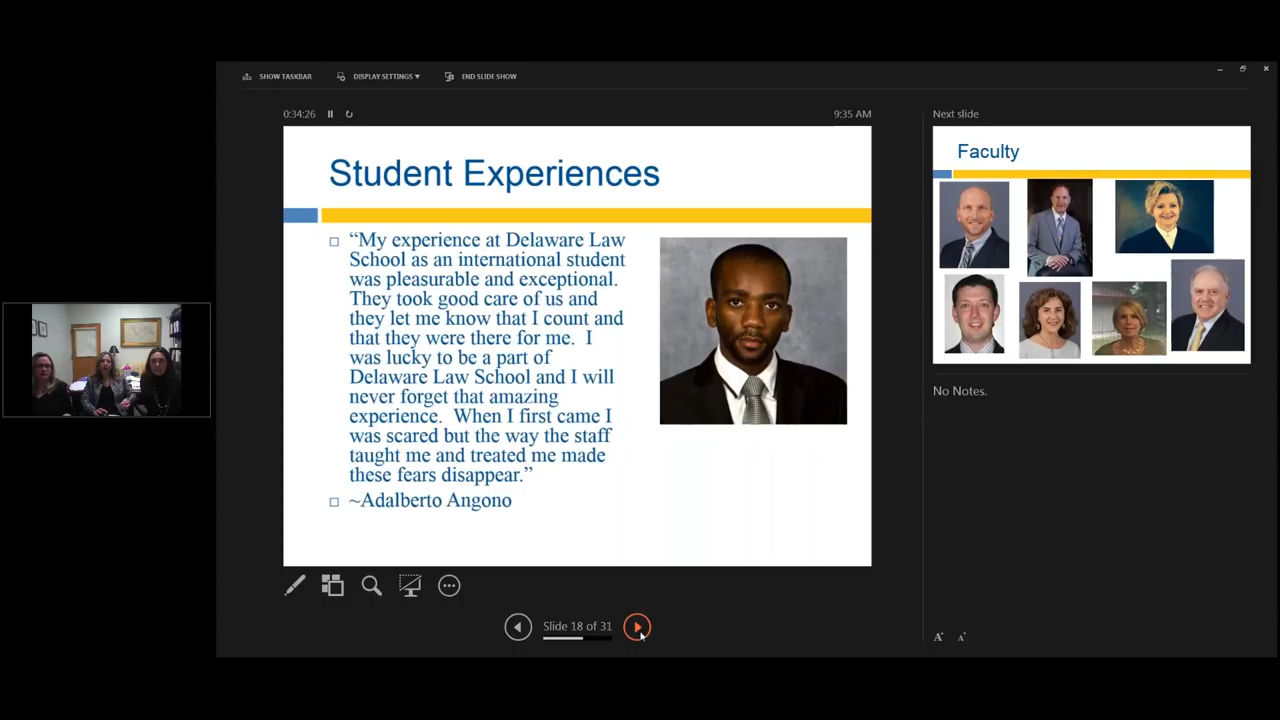 SHOW TASKBAR
DISPLAY SETTINGS
END SLIDE SHOW
0:34:26
9:35 AM
Student Experiences
“My experience at Delaware Law
School as an international student
was pleasurable and exceptional.
They took good care of us and
they let me know that I count and
that they were there for me.  I
was lucky to be a part of
Delaware Law School and I will
never forget that amazing
experience.  When I first came I
was scared but the way the staff
taught me and treated me made
these fears disappear.”
~Adalberto Angono
Slide 18 of 31
Next slide
Faculty
No Notes.
A
A